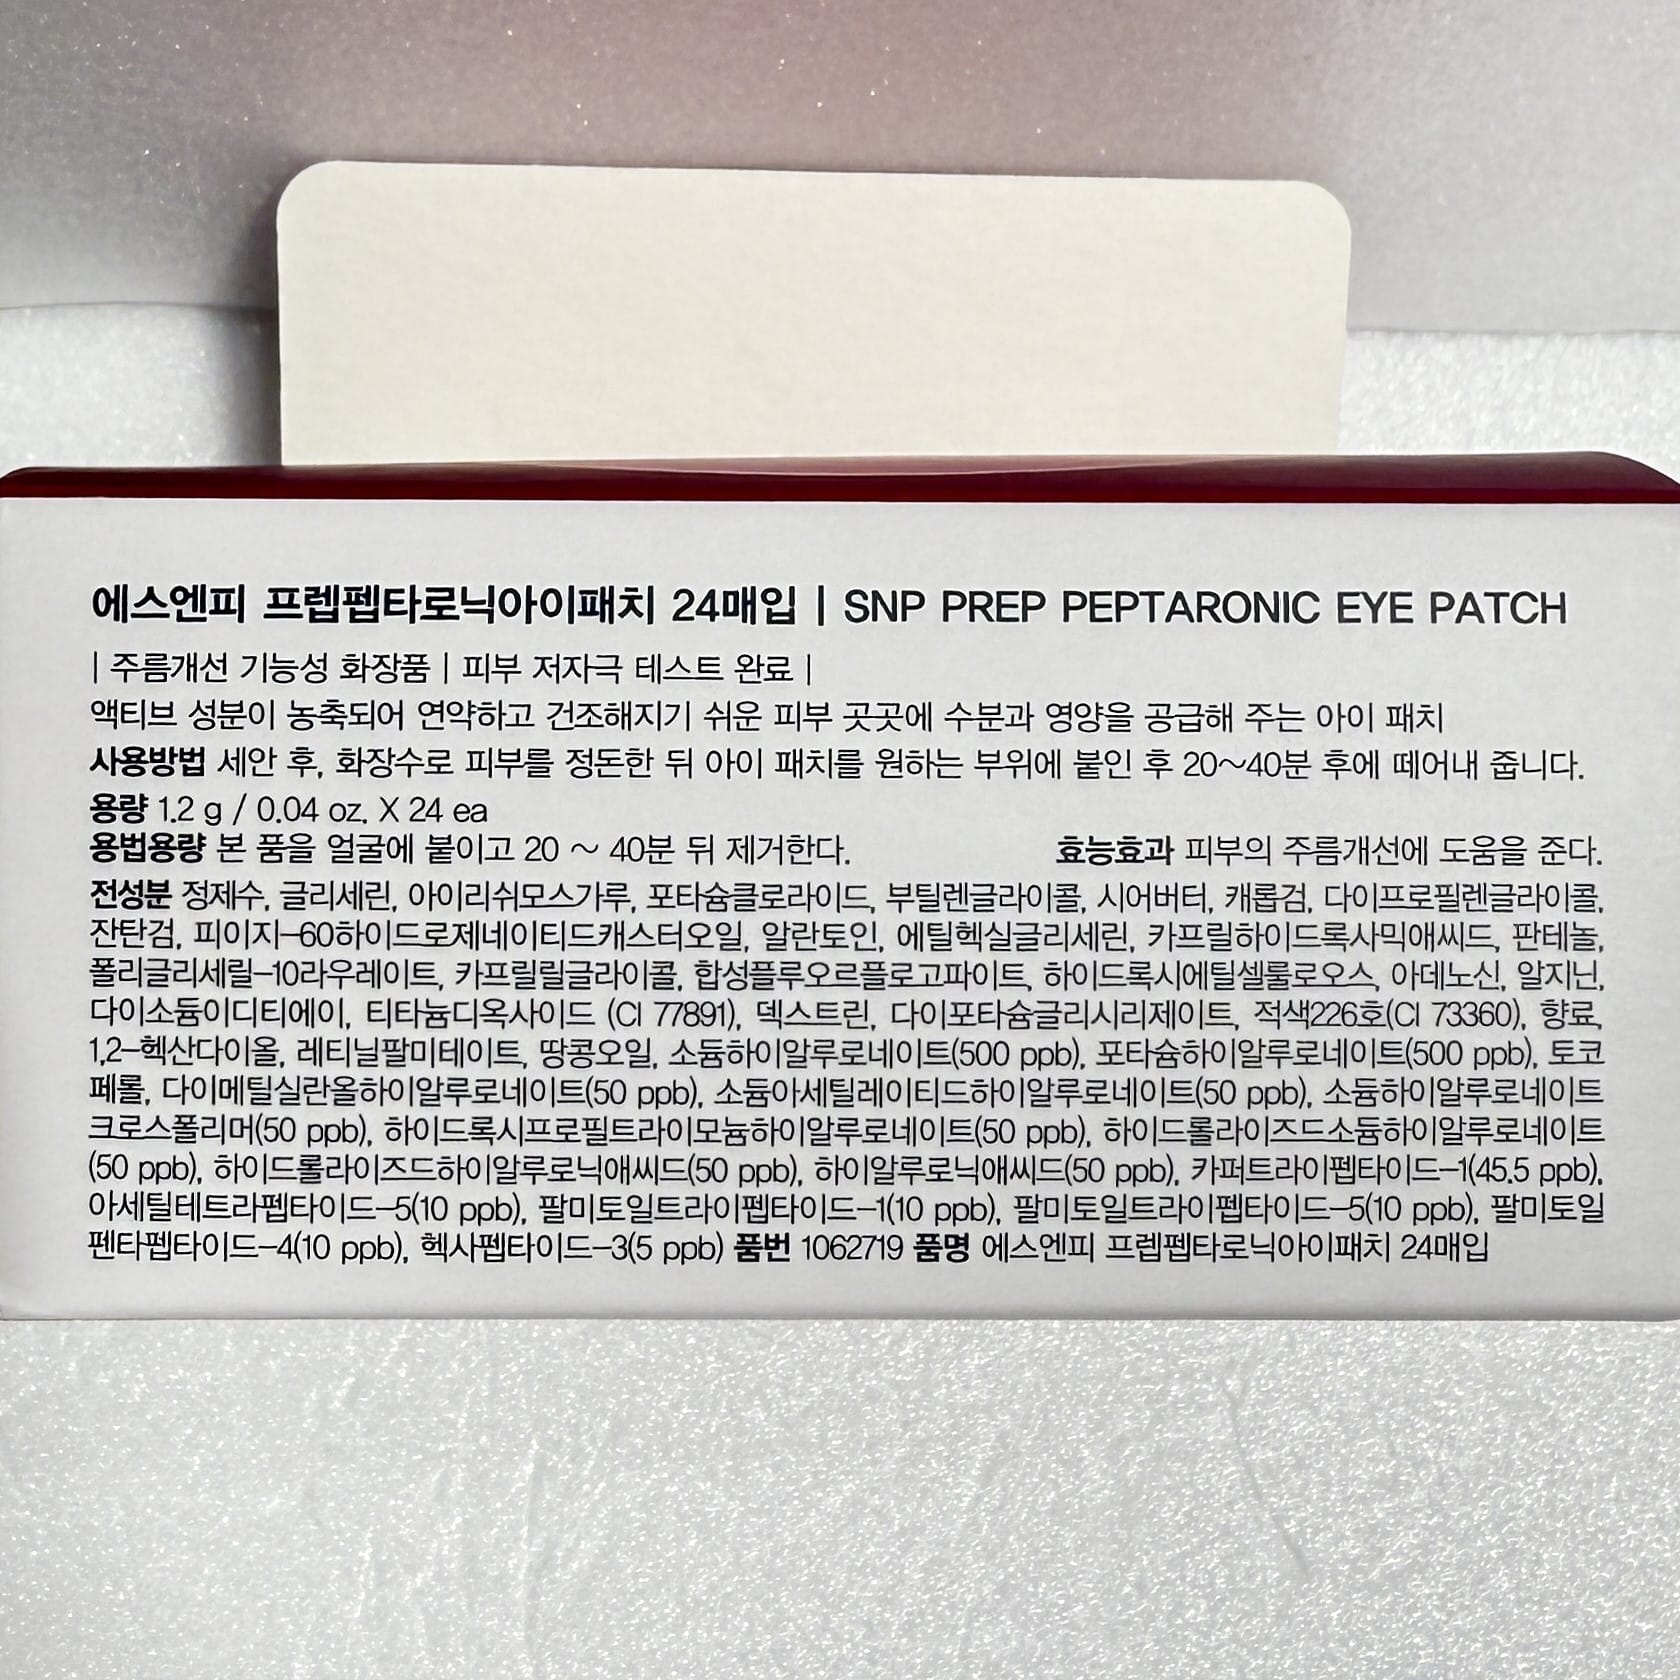 에스엔피 프렙펩타로닉아이패치 24매입 | SNP PREP PEPTARONIC EYE PATCH
| 주름개선 기능성 화장품 | 피부 저자극 테스트 완료 |
액티브 성분이 농축되어 연약하고 건조해지기 쉬운 피부 곳곳에 수분과 영양을 공급해 주는 아이 패치
사용방법 세안 후, 화장수로 피부를 정돈한 뒤 아이 패치를 원하는 부위에 붙인 후 20~40분 후에 떼어내 줍니다.
용량 1.2 g / 0.04 oz. X 24 ea
용법용량 본 품을 얼굴에 붙이고 20 ~ 40분 뒤 제거한다. 효능효과 피부의 주름개선에 도움을 준다.
전성분 정제수, 글리세린, 아이리쉬모스가루, 포타슘클로라이드, 부틸렌글라이콜, 시어버터, 캐롭검, 다이프로필렌글라이콜,
잔탄검, 피이지-60하이드로제네이티드캐스터오일, 알란토인, 에틸헥실글리세린, 카프릴하이드록사믹애씨드, 판테놀,
폴리글리세릴-10라우레이트, 카프릴릴글라이콜, 합성플루오르플로고파이트, 하이드록시에틸셀룰로오스, 아데노신, 알지닌,
다이소듐이디티에이, 티타늄디옥사이드 (CI 77891), 덱스트린, 다이포타슘글리시리제이트, 적색226호(CI 73360), 향료,
1,2-헥산다이올, 레티닐팔미테이트, 땅콩오일, 소듐하이알루로네이트(500 ppb), 포타슘하이알루로네이트(500 ppb), 토코
페롤, 다이메틸실란올하이알루로네이트(50 ppb), 소듐아세틸레이티드하이알루로네이트(50 ppb), 소듐하이알루로네이트
크로스폴리머(50 ppb), 하이드록시프로필트라이모늄하이알루로네이트(50 ppb), 하이드롤라이즈드소듐하이알루로네이트
(50 ppb), 하이드롤라이즈드하이알루로닉애씨드(50 ppb), 하이알루로닉애씨드(50 ppb), 카퍼트라이펩타이드-1(45.5 ppb),
아세틸테트라펩타이드-5(10 ppb), 팔미토일트라이펩타이드-1(10 ppb), 팔미토일트라이펩타이드-5(10 ppb), 팔미토일
펜타펩타이드-4(10 ppb), 헥사펩타이드-3(5 ppb) 품번 1062719 품명 에스엔피 프렙펩타로닉아이패치 24매입